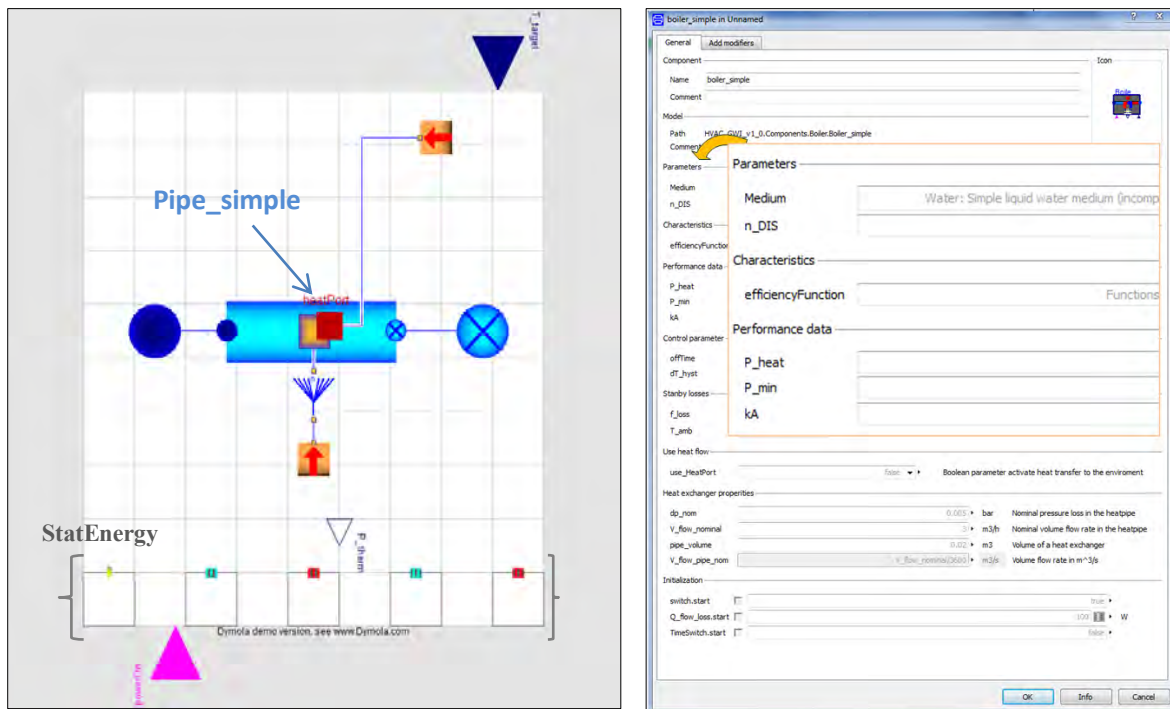 T_target
Pipe_simple
heatPort
StatEnergy
P_therm
Dymola demo version, see www.Dymola.com
boiler_simple in Unnamed
General
Add modifiers
Component
Icon
Name boiler_simple
Comment
Model
Path HVAC_GWI_v1_0.Components.Boiler.Boiler_simple
Comment
Parameters
Medium
n_DIS
Characteristics
efficiencyFunction
Performance data
P_heat
P_min
kA
Control parameter
offTime
dT_hyst
Stanby losses
f_loss
T_amb
Parameters
Medium Water: Simple liquid water medium (incomp
n_DIS
Characteristics
efficiencyFunction Functions
Performance data
P_heat
P_min
kA
Use heat flow
use_HeatPort false Boolean parameter activate heat transfer to the enviroment
Heat exchanger properities
dp_nom 0.005 bar Nominal pressure loss in the heatpipe
V_flow_nominal 3 m3/h Nominal volume flow rate in the heatpipe
pipe_volume 0.02 m3 Volume of a heat exchanger
V_flow_pipe_nom V_flow_nominal/3600 m3/s Volume flow rate in m^3/s
Initialization
switch.start true
Q_flow_loss.start 100 W
TimeSwitch.start false
OK
Info
Cancel